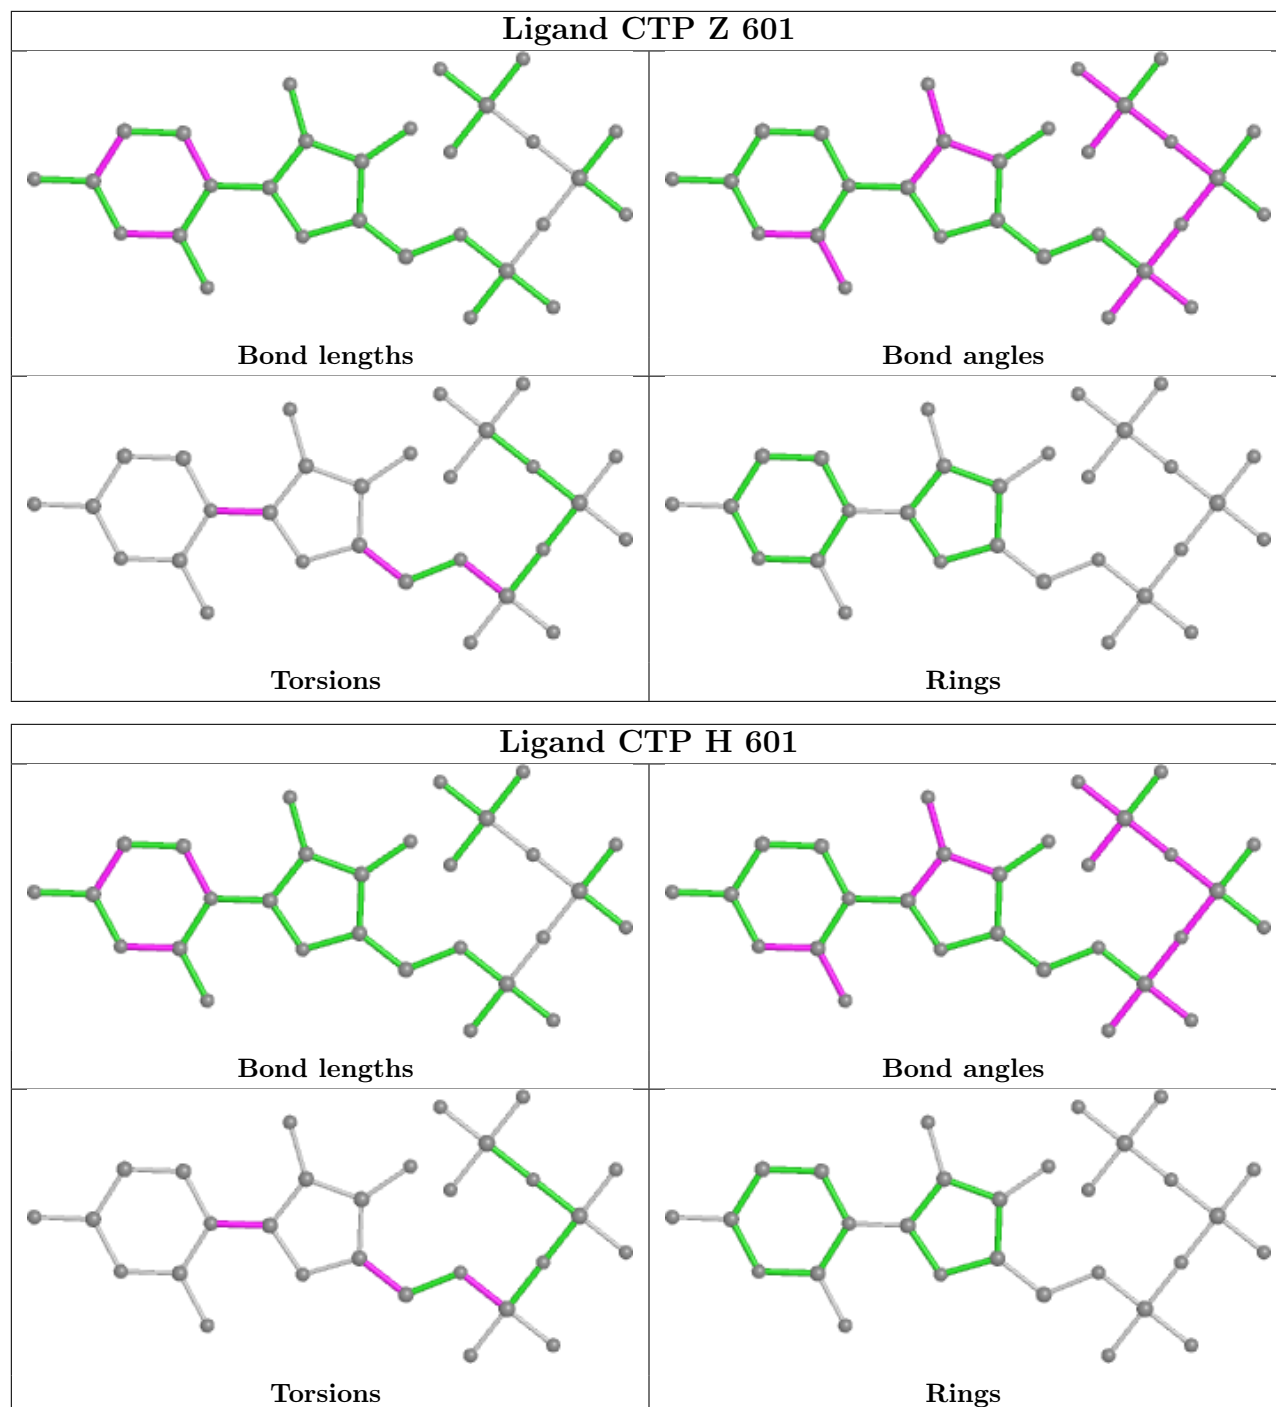 Ligand CTP Z 601
Bond lengths
Bond angles
Torsions
Rings
Ligand CTP H 601
Bond lengths
Bond angles
Torsions
Rings